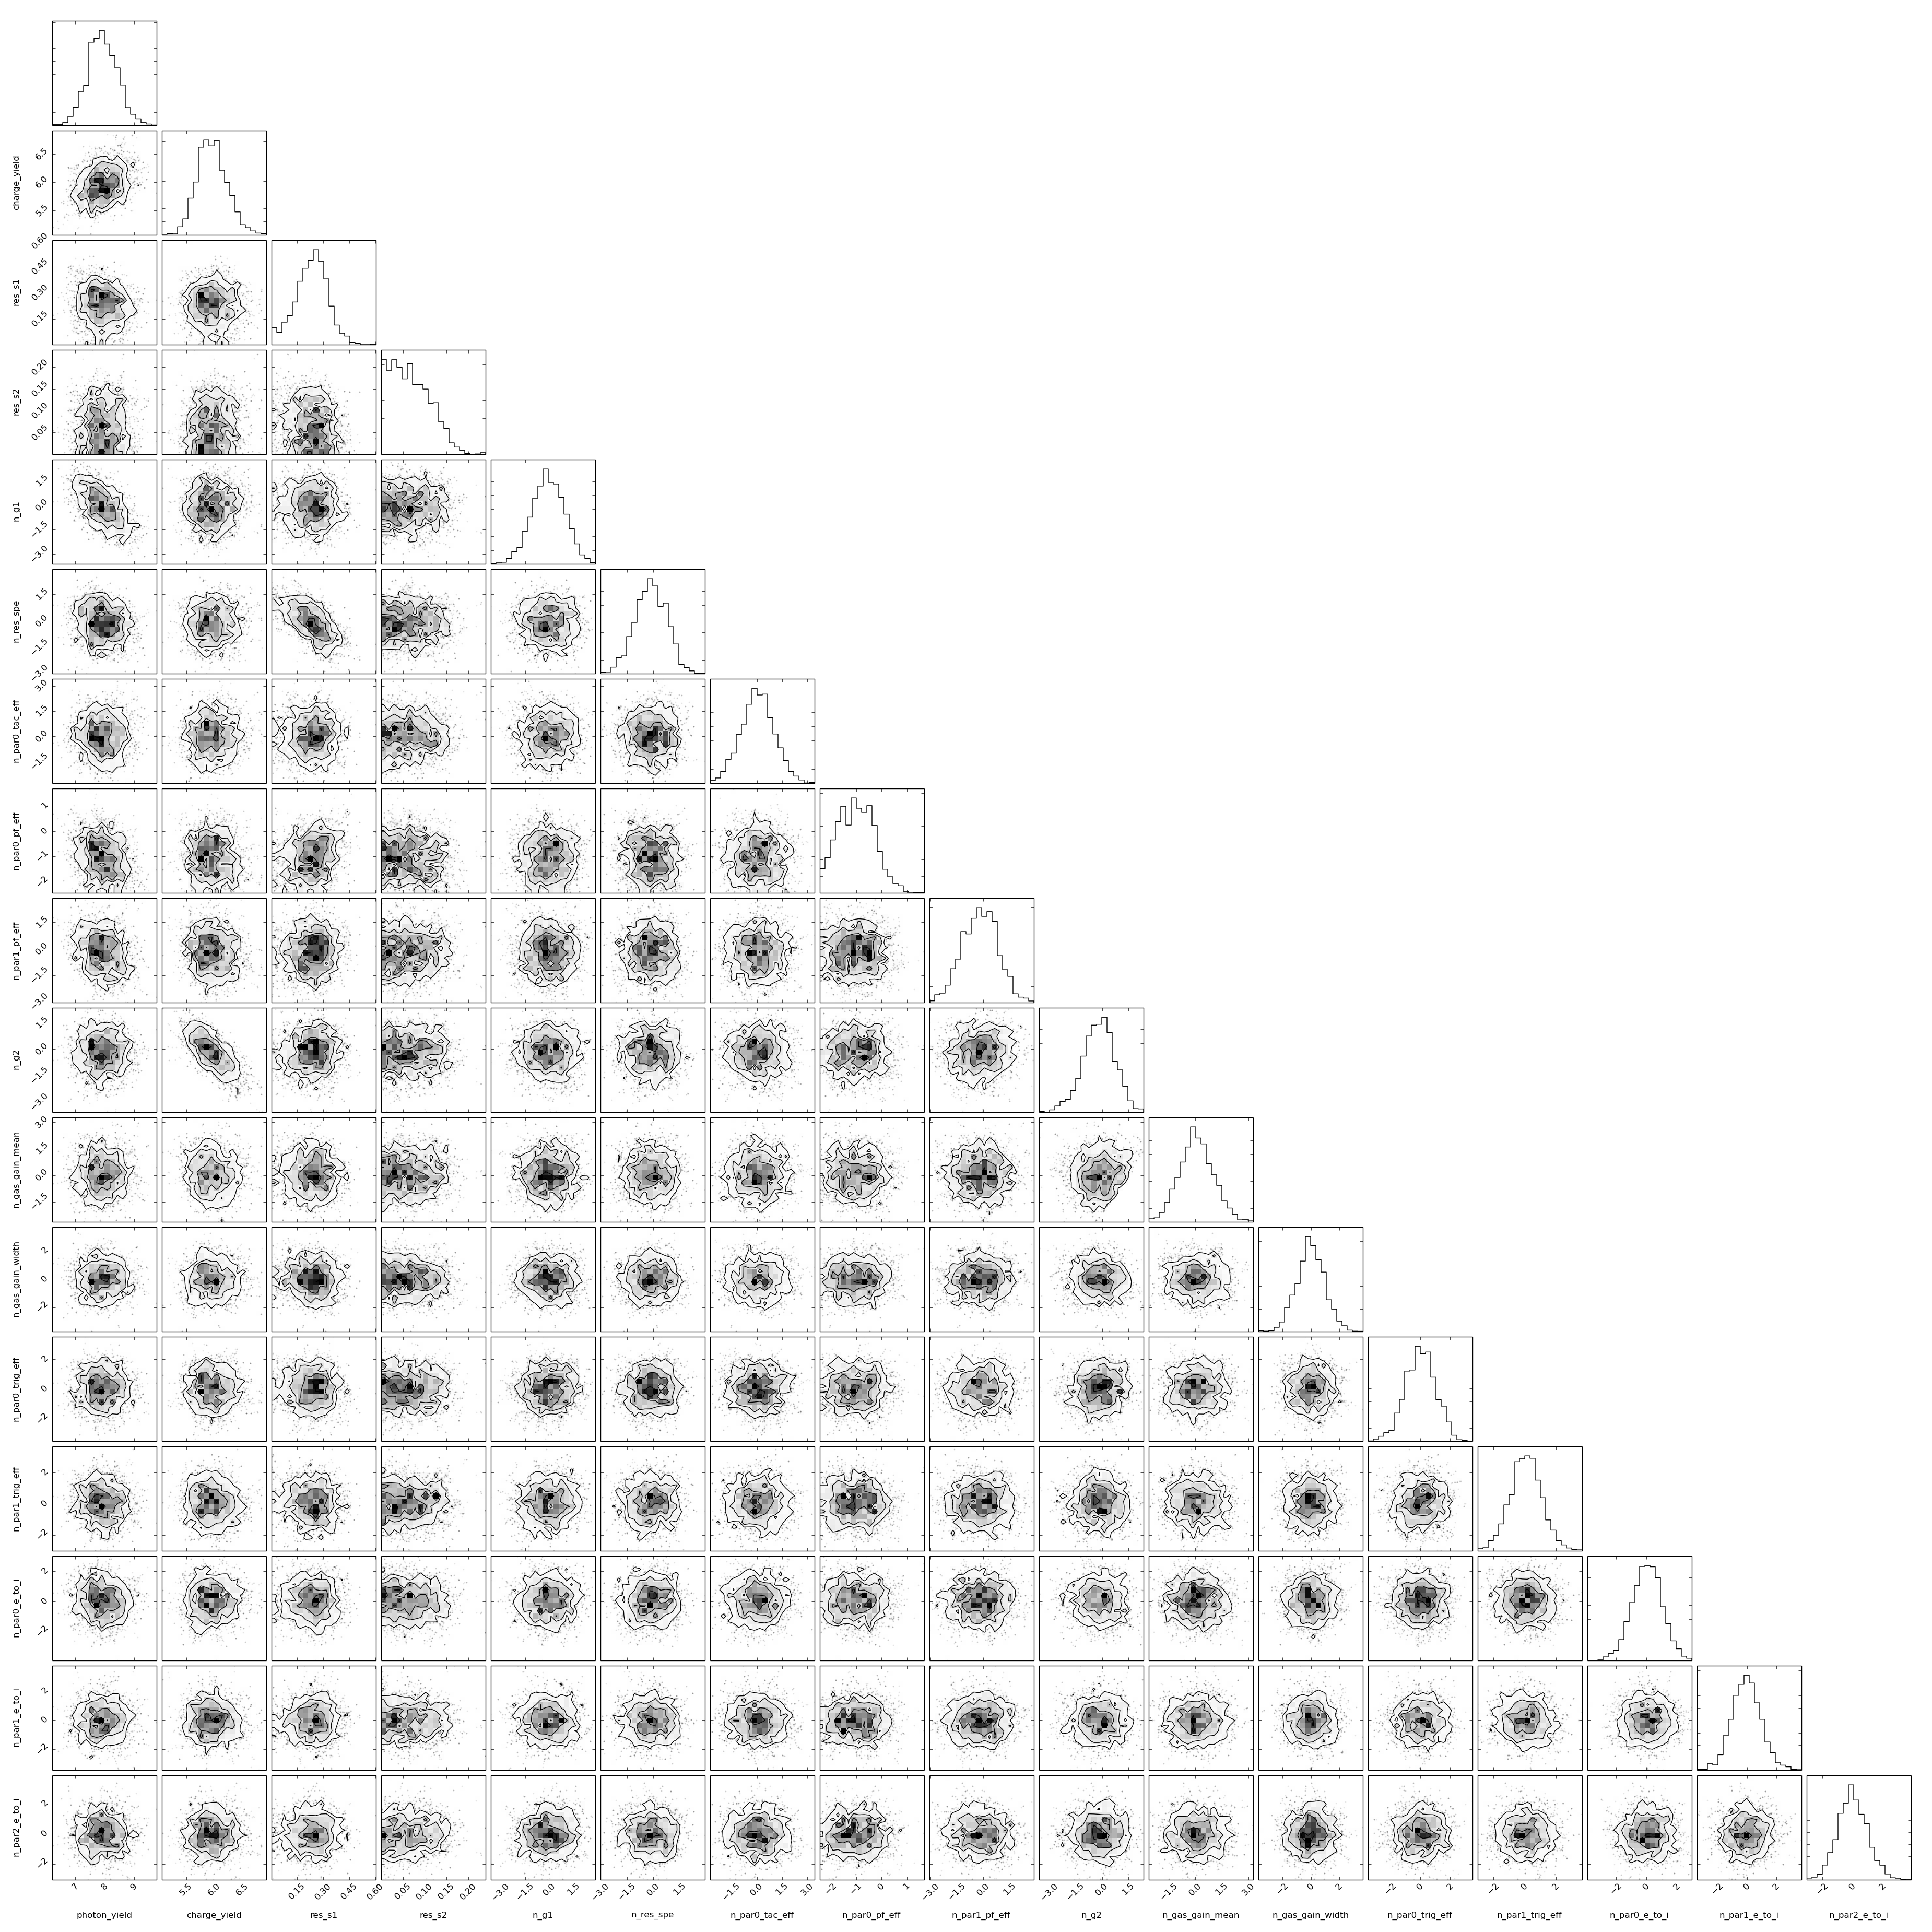 charge_yield
5.5 6.0 6.5
res_s1
0.15 0.30 0.45 0.60
res_s2
0.05 0.10 0.15 0.20
n_g1
−3.0 −1.5 0.0 1.5
n_res_spe
−3.0 −1.5 0.0 1.5
n_par0_tac_eff
−1.5 0.0 1.5 3.0
n_par0_pf_eff
−2 −1 0 1
n_par1_pf_eff
−3.0 −1.5 0.0 1.5
n_g2
−3.0 −1.5 0.0 1.5
n_gas_gain_mean
−1.5 0.0 1.5 3.0
n_gas_gain_width
−2 0 2
n_par0_trig_eff
−2 0 2
n_par1_trig_eff
−2 0 2
n_par0_e_to_i
−2 0 2
n_par1_e_to_i
−2 0 2
n_par2_e_to_i
−2 0 2
7 8 9 5.5 6.0 6.5 0.15 0.30 0.45 0.60 0.05 0.10 0.15 0.20 −3.0 −1.5 0.0 1.5 −3.0 −1.5 0.0 1.5 −1.5 0.0 1.5 3.0 −2 −1 0 1 −3.0 −1.5 0.0 1.5 −3.0 −1.5 0.0 1.5 −1.5 0.0 1.5 3.0 −2 0 2 −2 0 2 −2 0 2 −2 0 2 −2 0 2 −2 0 2
photon_yield charge_yield res_s1 res_s2 n_g1 n_res_spe n_par0_tac_eff n_par0_pf_eff n_par1_pf_eff n_g2 n_gas_gain_mean n_gas_gain_width n_par0_trig_eff n_par1_trig_eff n_par0_e_to_i n_par1_e_to_i n_par2_e_to_i